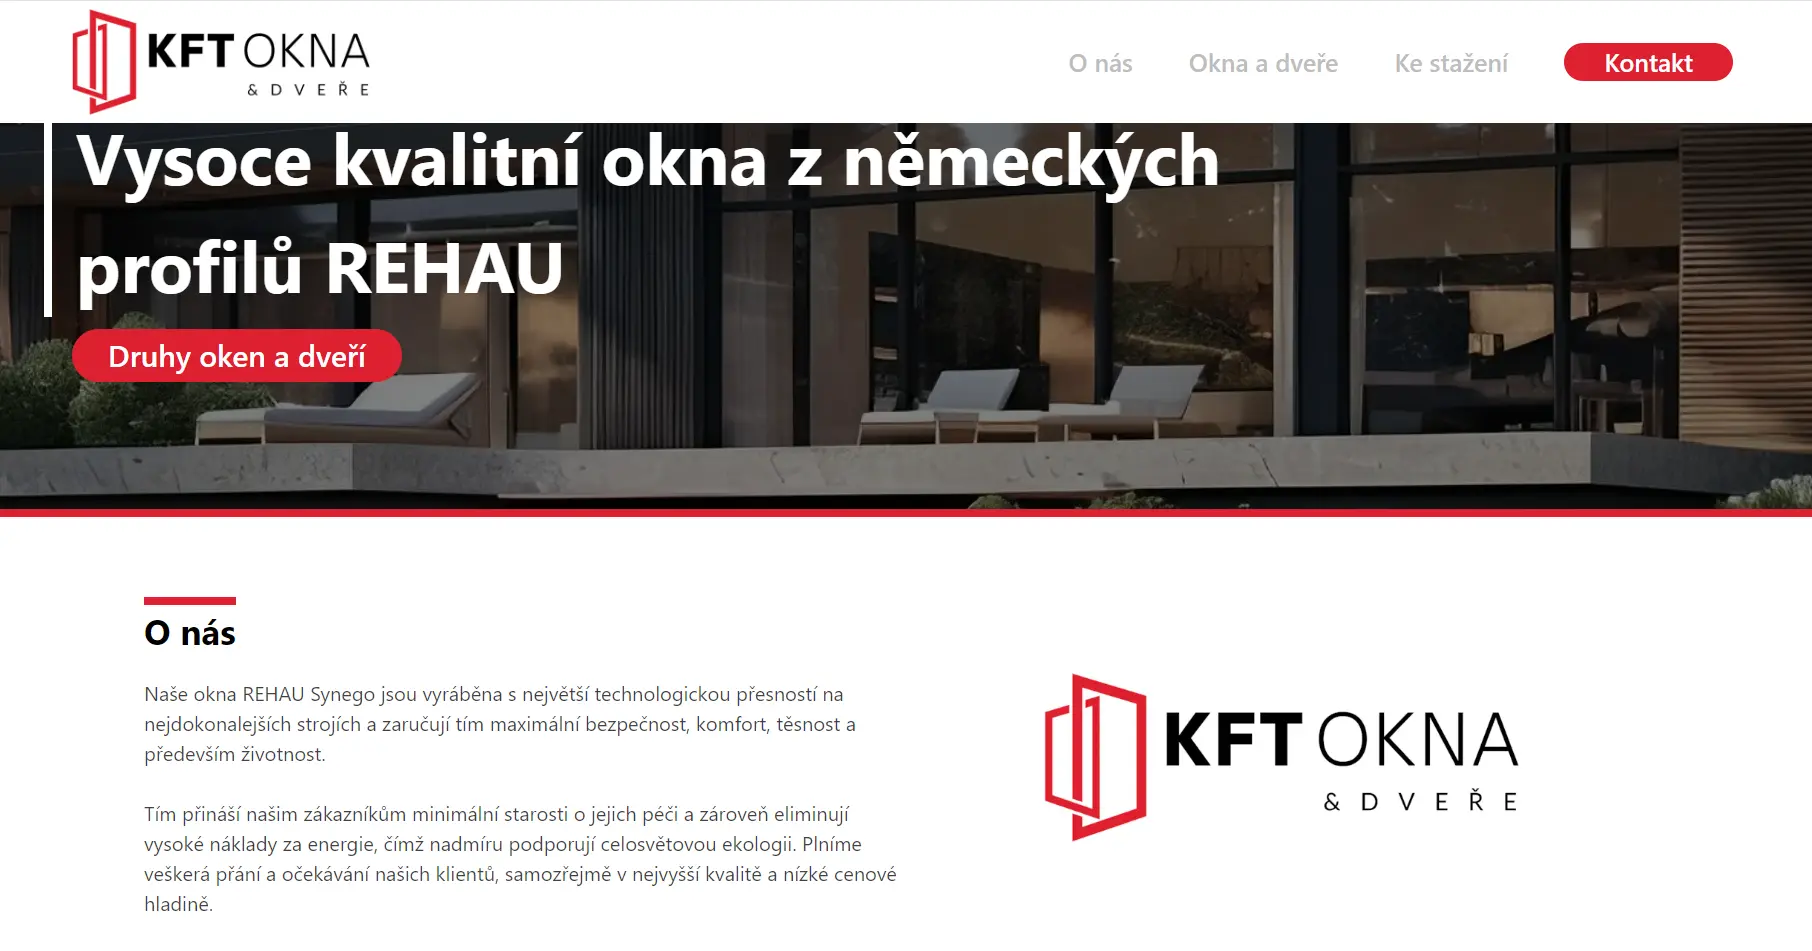 KFT OKNA
& DVEŘE
O nás
Okna a dveře
Ke stažení
Kontakt
Vysoce kvalitní okna z německých
profilů REHAU
Druhy oken a dveří
O nás
Naše okna REHAU Synego jsou vyráběna s největší technologickou přesností na
nejdokonalejších strojích a zaručují tím maximální bezpečnost, komfort, těsnost a
především životnost.
Tím přináší našim zákazníkům minimální starosti o jejich péči a zároveň eliminují
vysoké náklady za energie, čímž nadmíru podporují celosvětovou ekologii. Plníme
veškerá přání a očekávání našich klientů, samozřejmě v nejvyšší kvalitě a nízké cenové
hladině.
KFT OKNA
& DVEŘE